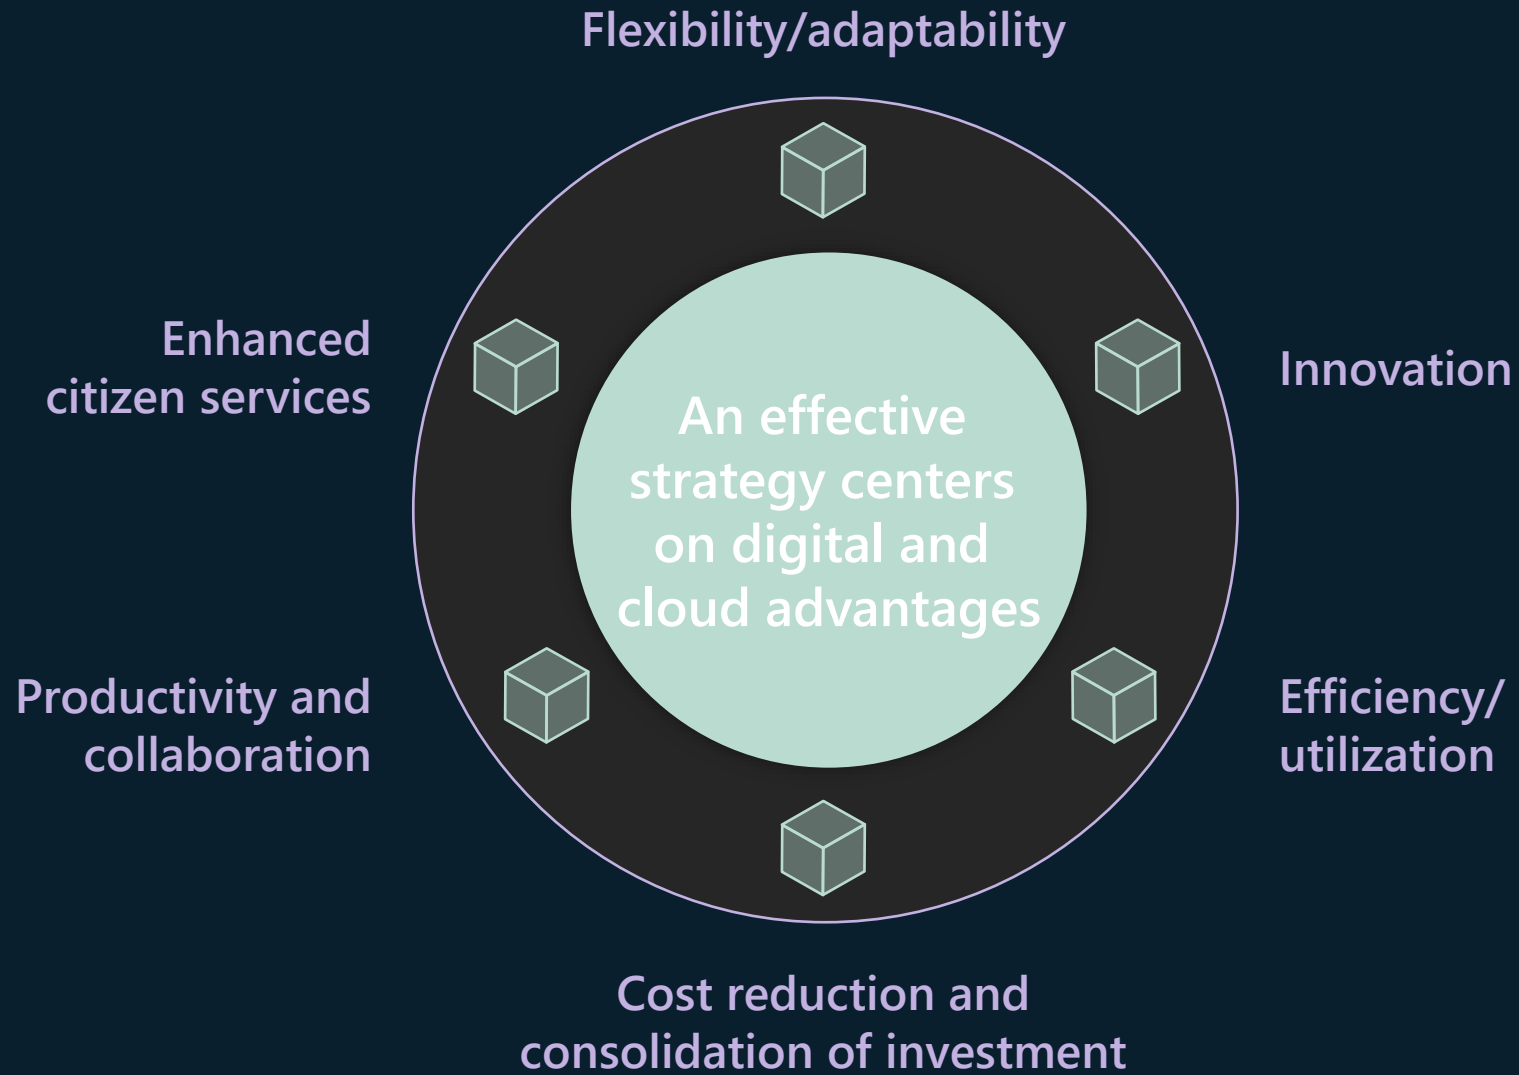 Flexibility/adaptability
Enhanced
citizen services
Innovation
An effective
strategy centers
on digital and
cloud advantages
Productivity and
collaboration
Efficiency/
utilization
Cost reduction and
consolidation of investment